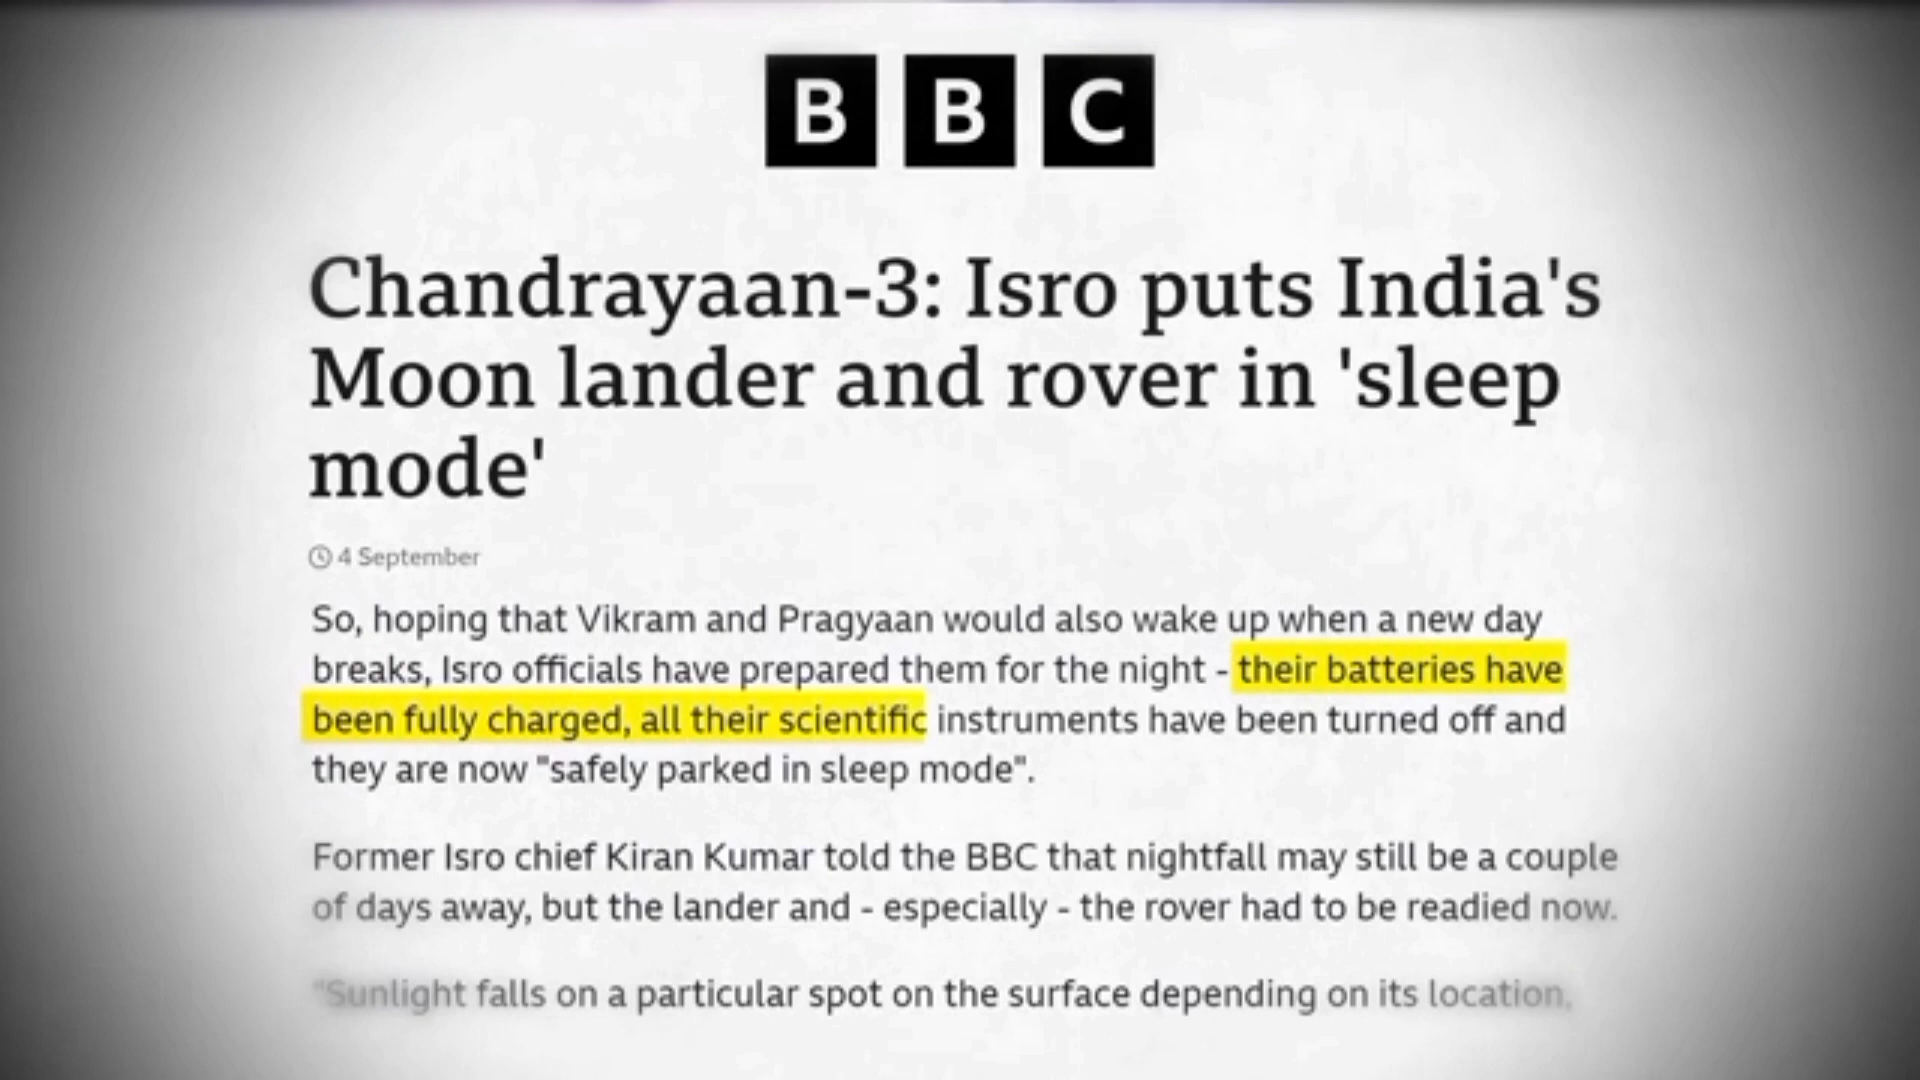 BBC
Chandrayaan-3: Isro puts India's
Moon lander and rover in 'sleep
mode'
4 September
So, hoping that Vikram and Pragyaan would also wake up when a new day
breaks, Isro officials have prepared them for the night - their batteries have
been fully charged, all their scientific instruments have been turned off and
they are now "safely parked in sleep mode".
Former Isro chief Kiran Kumar told the BBC that nightfall may still be a couple
of days away, but the lander and - especially - the rover had to be readied now.
"Sunlight falls on a particular spot on the surface depending on its location,